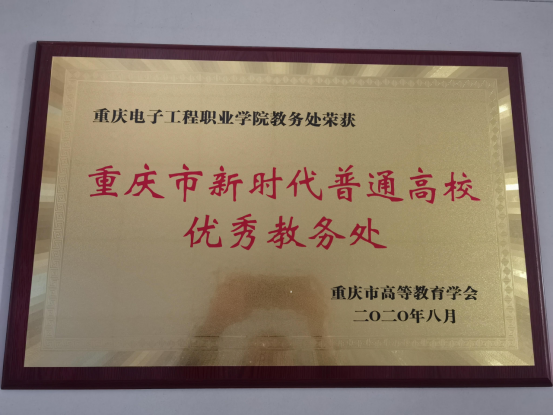 重庆电子工程职业学院教务处荣获
重庆市新时代普通高校
优秀教务处
重庆市高等教育学会
二〇二〇年八月